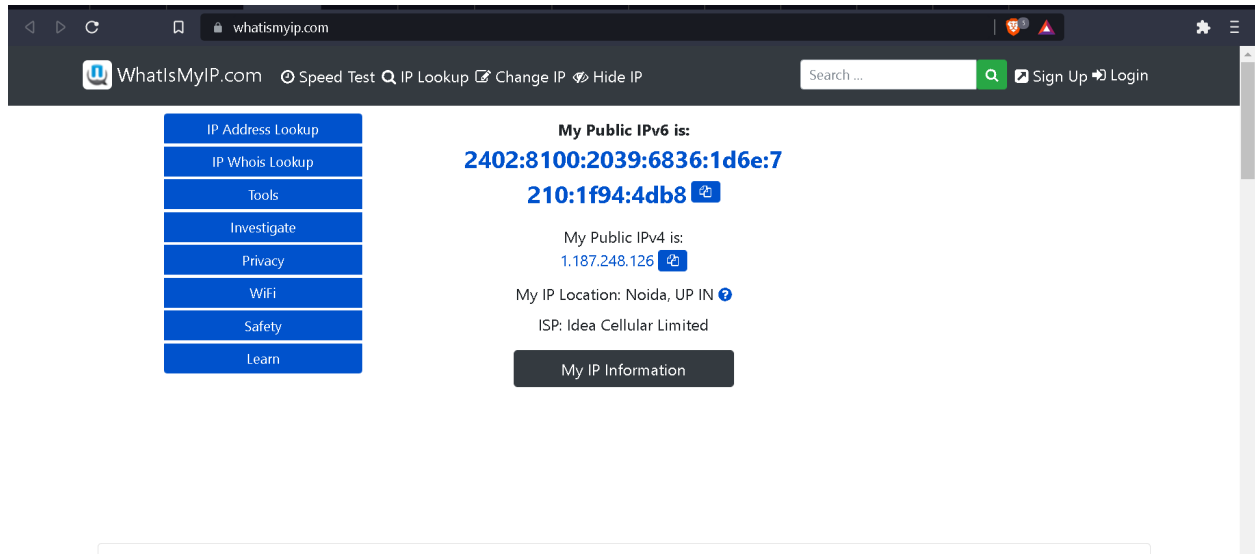 whatismyip.com
WhatIsMyIP.com Speed Test IP Lookup Change IP Hide IP Search ... Sign Up Login
IP Address Lookup
IP Whois Lookup
Tools
Investigate
Privacy
WiFi
Safety
Learn
My Public IPv6 is:
2402:8100:2039:6836:1d6e:7
210:1f94:4db8
My Public IPv4 is:
1.187.248.126
My IP Location: Noida, UP IN
ISP: Idea Cellular Limited
My IP Information